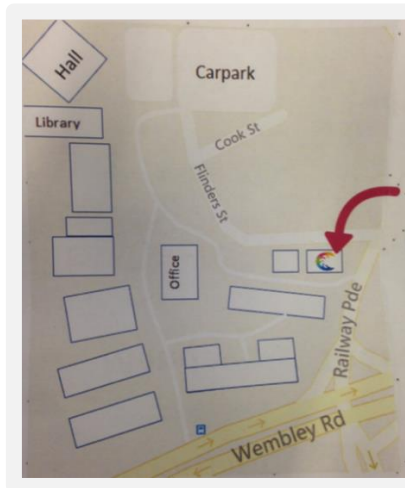 Hall
Carpark
Library
Cook St
Flinders St
Office
Railway Pde
Wembley Rd